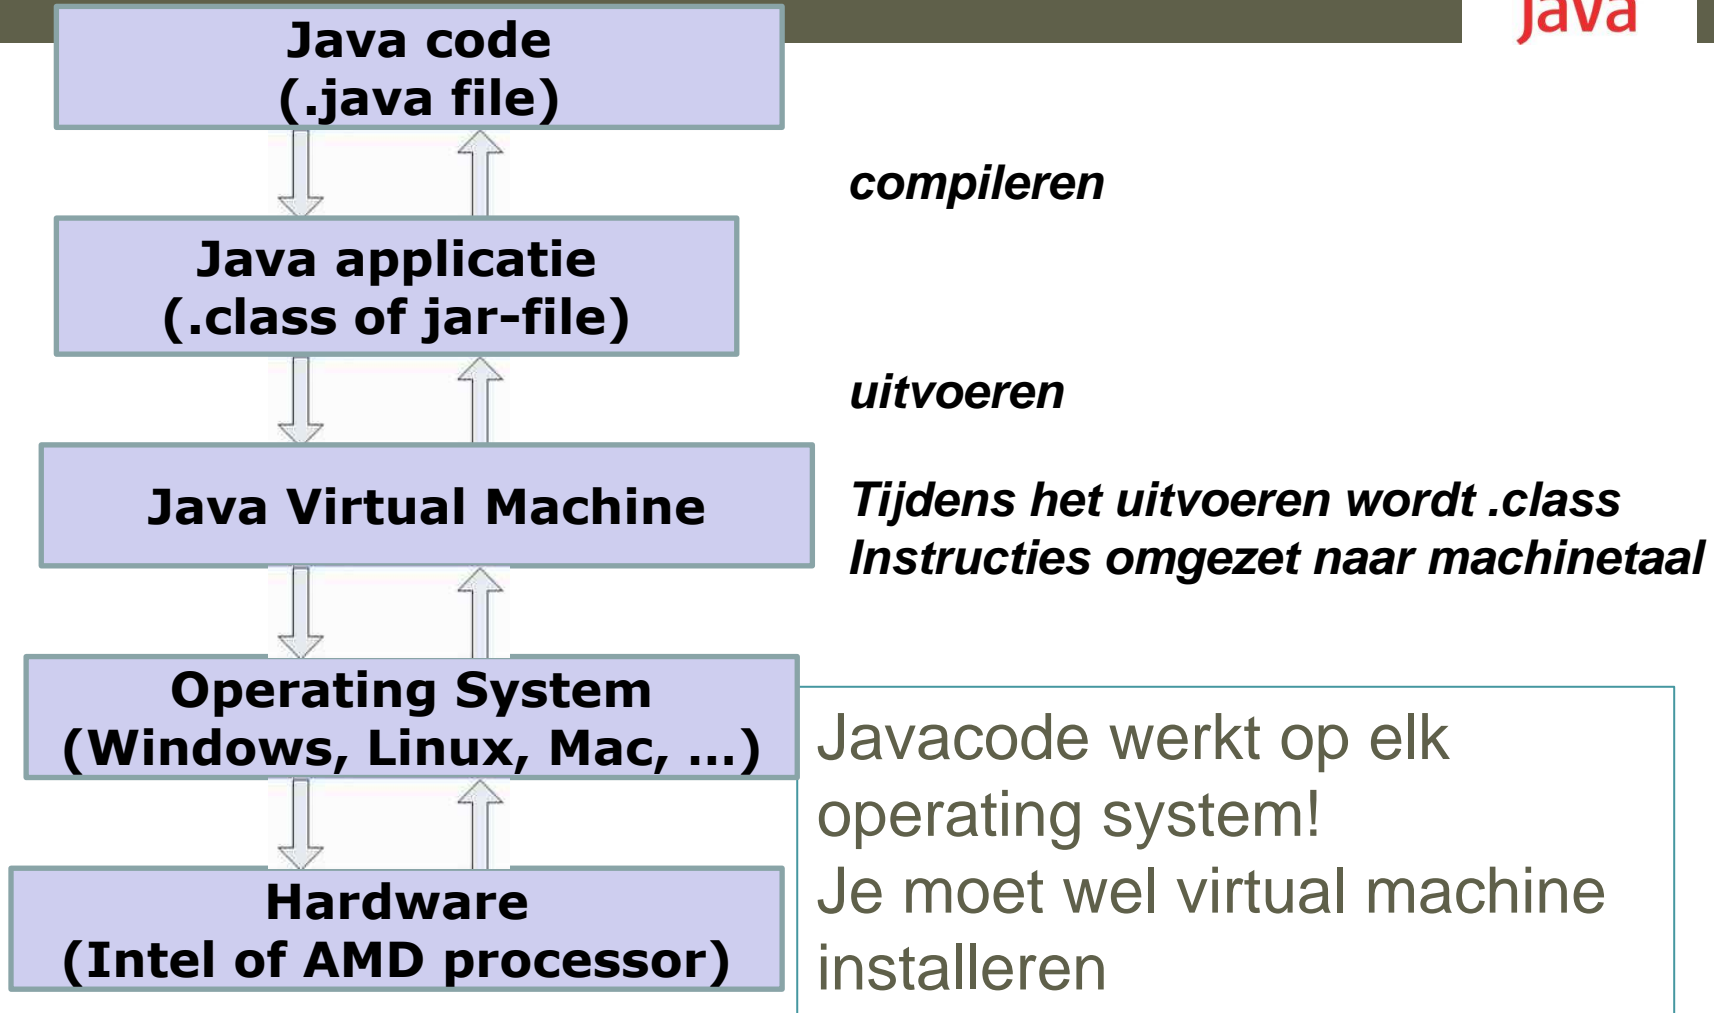 Java
Java code
(.java file)
compileren
Java applicatie
(.class of jar-file)
uitvoeren
Java Virtual Machine
Tijdens het uitvoeren wordt .class
Instructies omgezet naar machinetaal
Operating System
(Windows, Linux, Mac, …)
Javacode werkt op elk
operating system!
Je moet wel virtual machine
installeren
Hardware
(Intel of AMD processor)